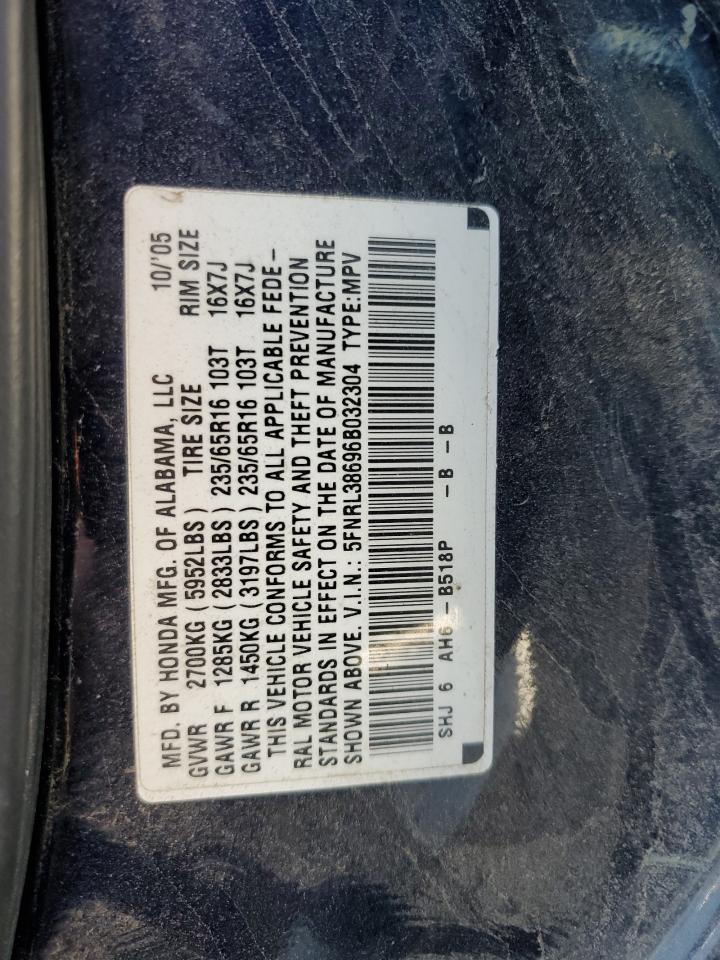 MFD. BY HONDA MFG. OF ALABAMA, LLC 10/'05
GVWR 2700KG (5952LBS) TIRE SIZE RIM SIZE
GAWR F 1285KG (2833LBS) 235/65R16 103T 16X7J
GAWR R 1450KG (3197LBS) 235/65R16 103T 16X7J
THIS VEHICLE CONFORMS TO ALL APPLICABLE FEDE-
RAL MOTOR VEHICLE SAFETY AND THEFT PREVENTION
STANDARDS IN EFFECT ON THE DATE OF MANUFACTURE
SHOWN ABOVE. V.I.N.: 5FNRL38696B032304 TYPE:MPV
SHJ 6 AH6 -B518P -B -B